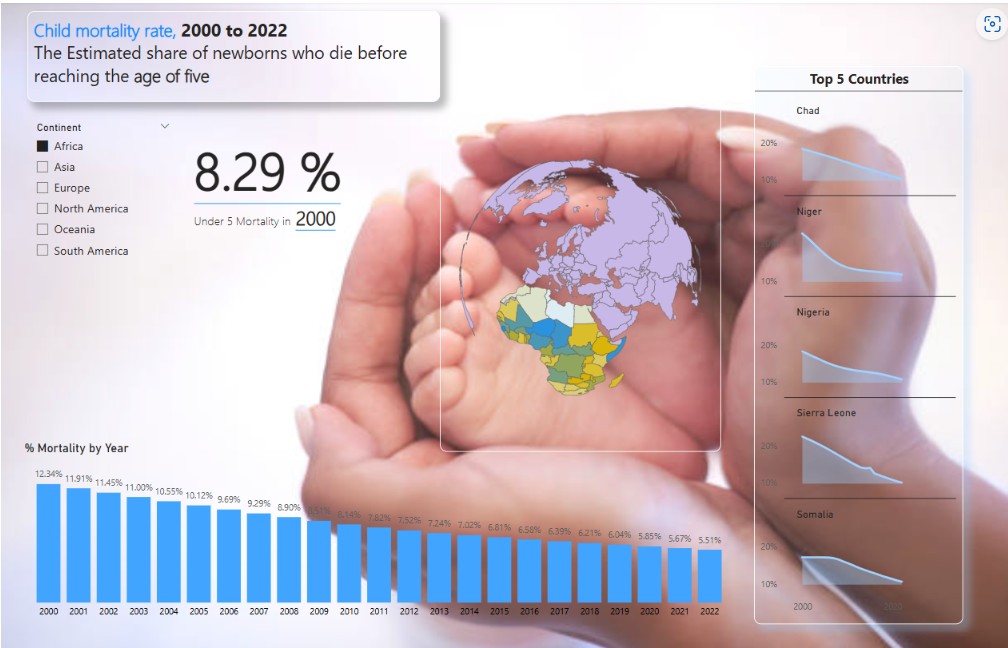 Child mortality rate, 2000 to 2022
The Estimated share of newborns who die before
reaching the age of five
Continent
Africa
Asia
Europe
North America
Oceania
South America
8.29 %
Under 5 Mortality in 2000
% Mortality by Year
12.34% 11.91% 11.45% 11.00% 10.55% 10.12% 9.69% 9.29% 8.90% 7.62% 7.52% 7.24% 7.02% 6.81% 6.58% 6.39% 6.21% 6.04% 5.85% 5.67% 5.51%
2000 2001 2002 2003 2004 2005 2006 2007 2008 2009 2010 2011 2012 2013 2014 2015 2016 2017 2018 2019 2020 2021 2022
Top 5 Countries
Chad
20%
10%
Niger
10%
Nigeria
20%
10%
Sierra Leone
20%
10%
Somalia
20%
10%
2000